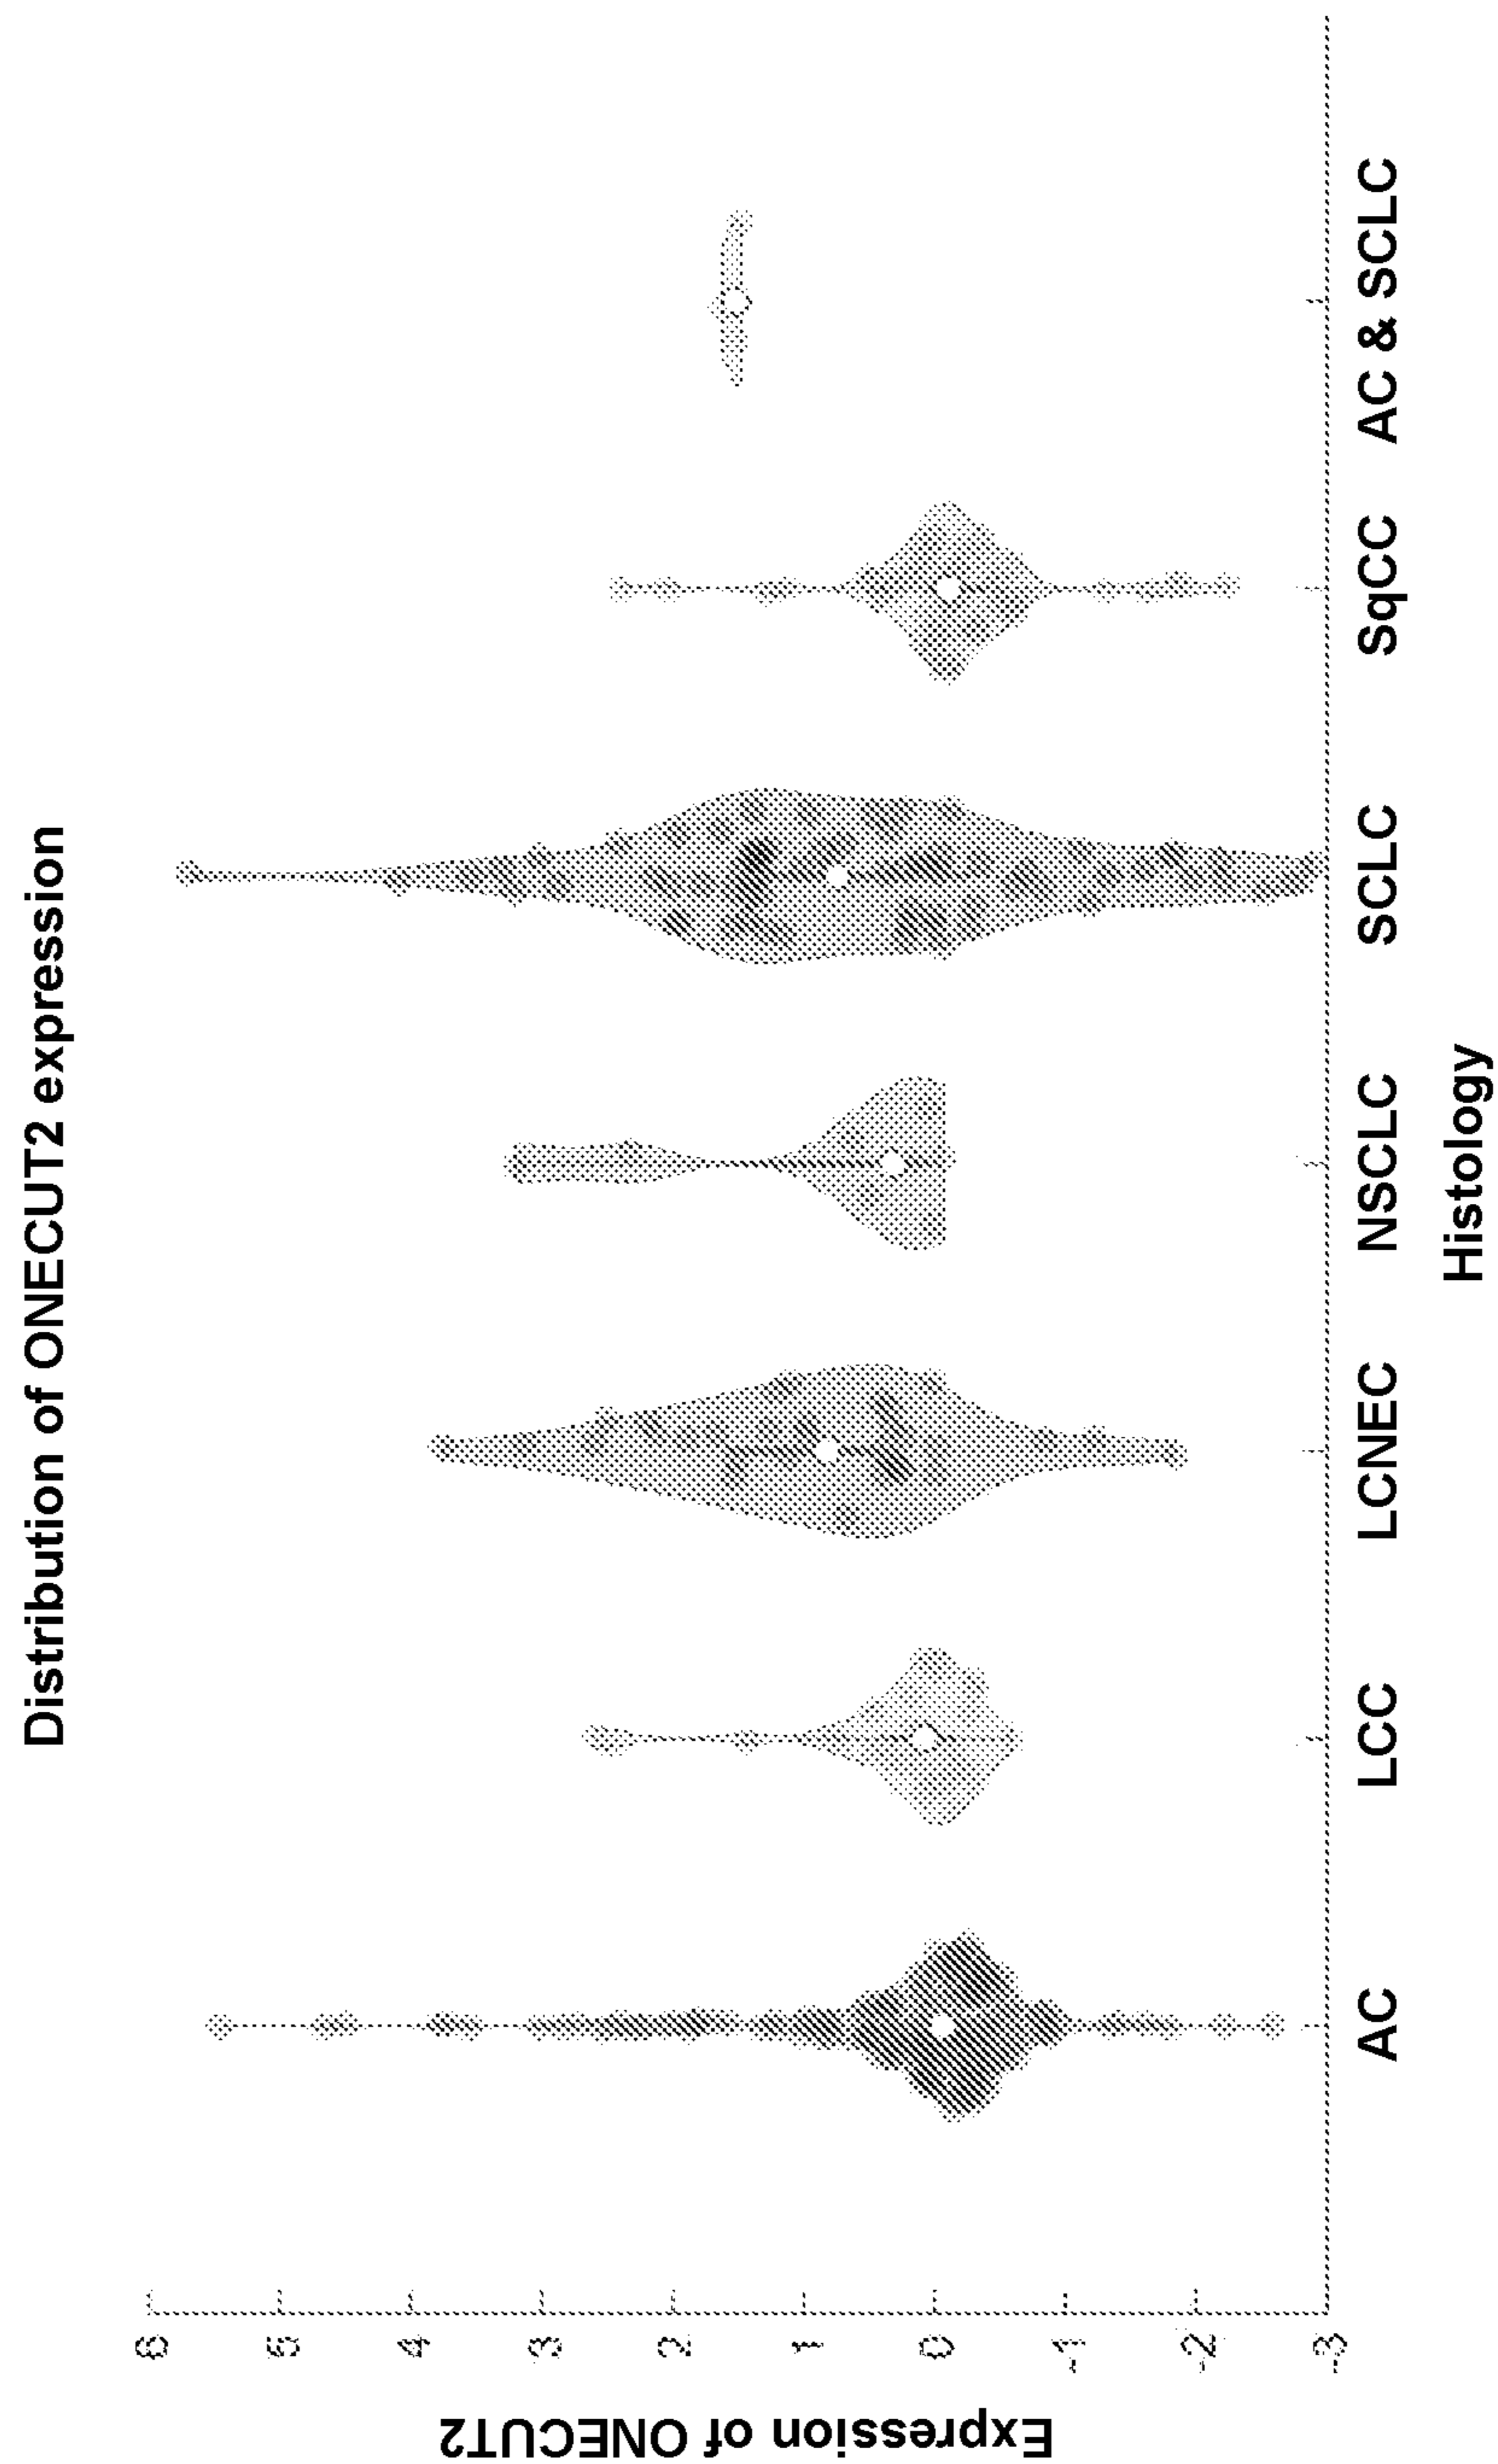 Distribution of ONECUT2 expression
Expression of ONECUT2
6
5
4
3
2
1
0
-1
-2
-3
AC
LCC
LCNEC
NSCLC
SCLC
SqCC
AC & SCLC
Histology